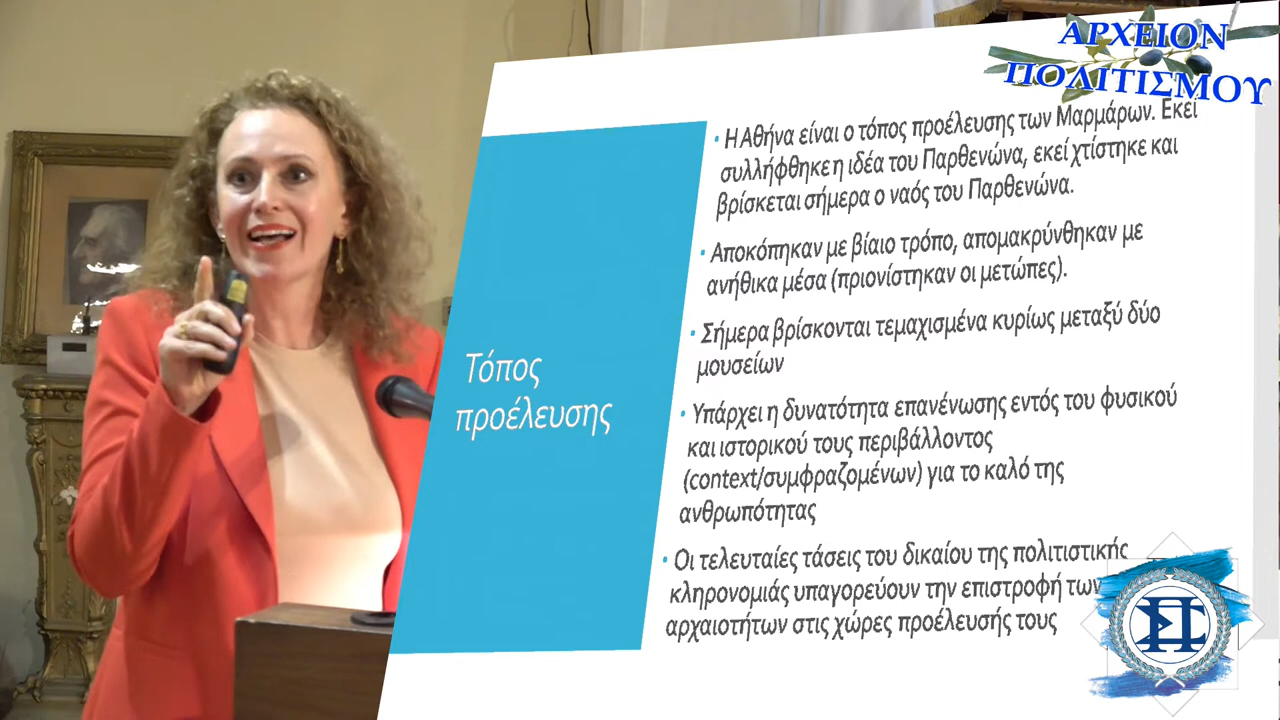 ΑΡΧΕΙΟΝ
ΠΟΛΙΤΙΣΜΟΥ
Τόπος
προέλευσης
• Η Αθήνα είναι ο τόπος προέλευσης των Μαρμάρων. Εκεί
συλλήφθηκε η ιδέα του Παρθενώνα, εκεί χτίστηκε και
βρίσκεται σήμερα ο ναός του Παρθενώνα.
• Αποκόπηκαν με βίαιο τρόπο, απομακρύνθηκαν με
ανήθικα μέσα (πριονίστηκαν οι μετώπες).
• Σήμερα βρίσκονται τεμαχισμένα κυρίως μεταξύ δύο
μουσείων
• Υπάρχει η δυνατότητα επανένωσης εντός του φυσικού
και ιστορικού τους περιβάλλοντος
(context/συμφραζομένων) για το καλό της
ανθρωπότητας
• Οι τελευταίες τάσεις του δικαίου της πολιτιστικής
κληρονομιάς υπαγορεύουν την επιστροφή των
αρχαιοτήτων στις χώρες προέλευσής τους